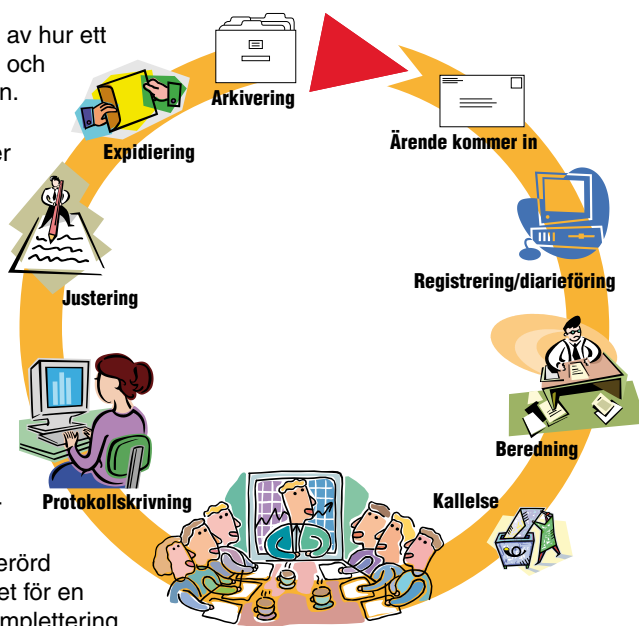 av hur ett
och
n.
er
Arkivering
Ärende kommer in
Expidiering
Registrering/diarieföring
Justering
Beredning
Protokollskrivning
Kallelse
erörd
et för en
mplettering